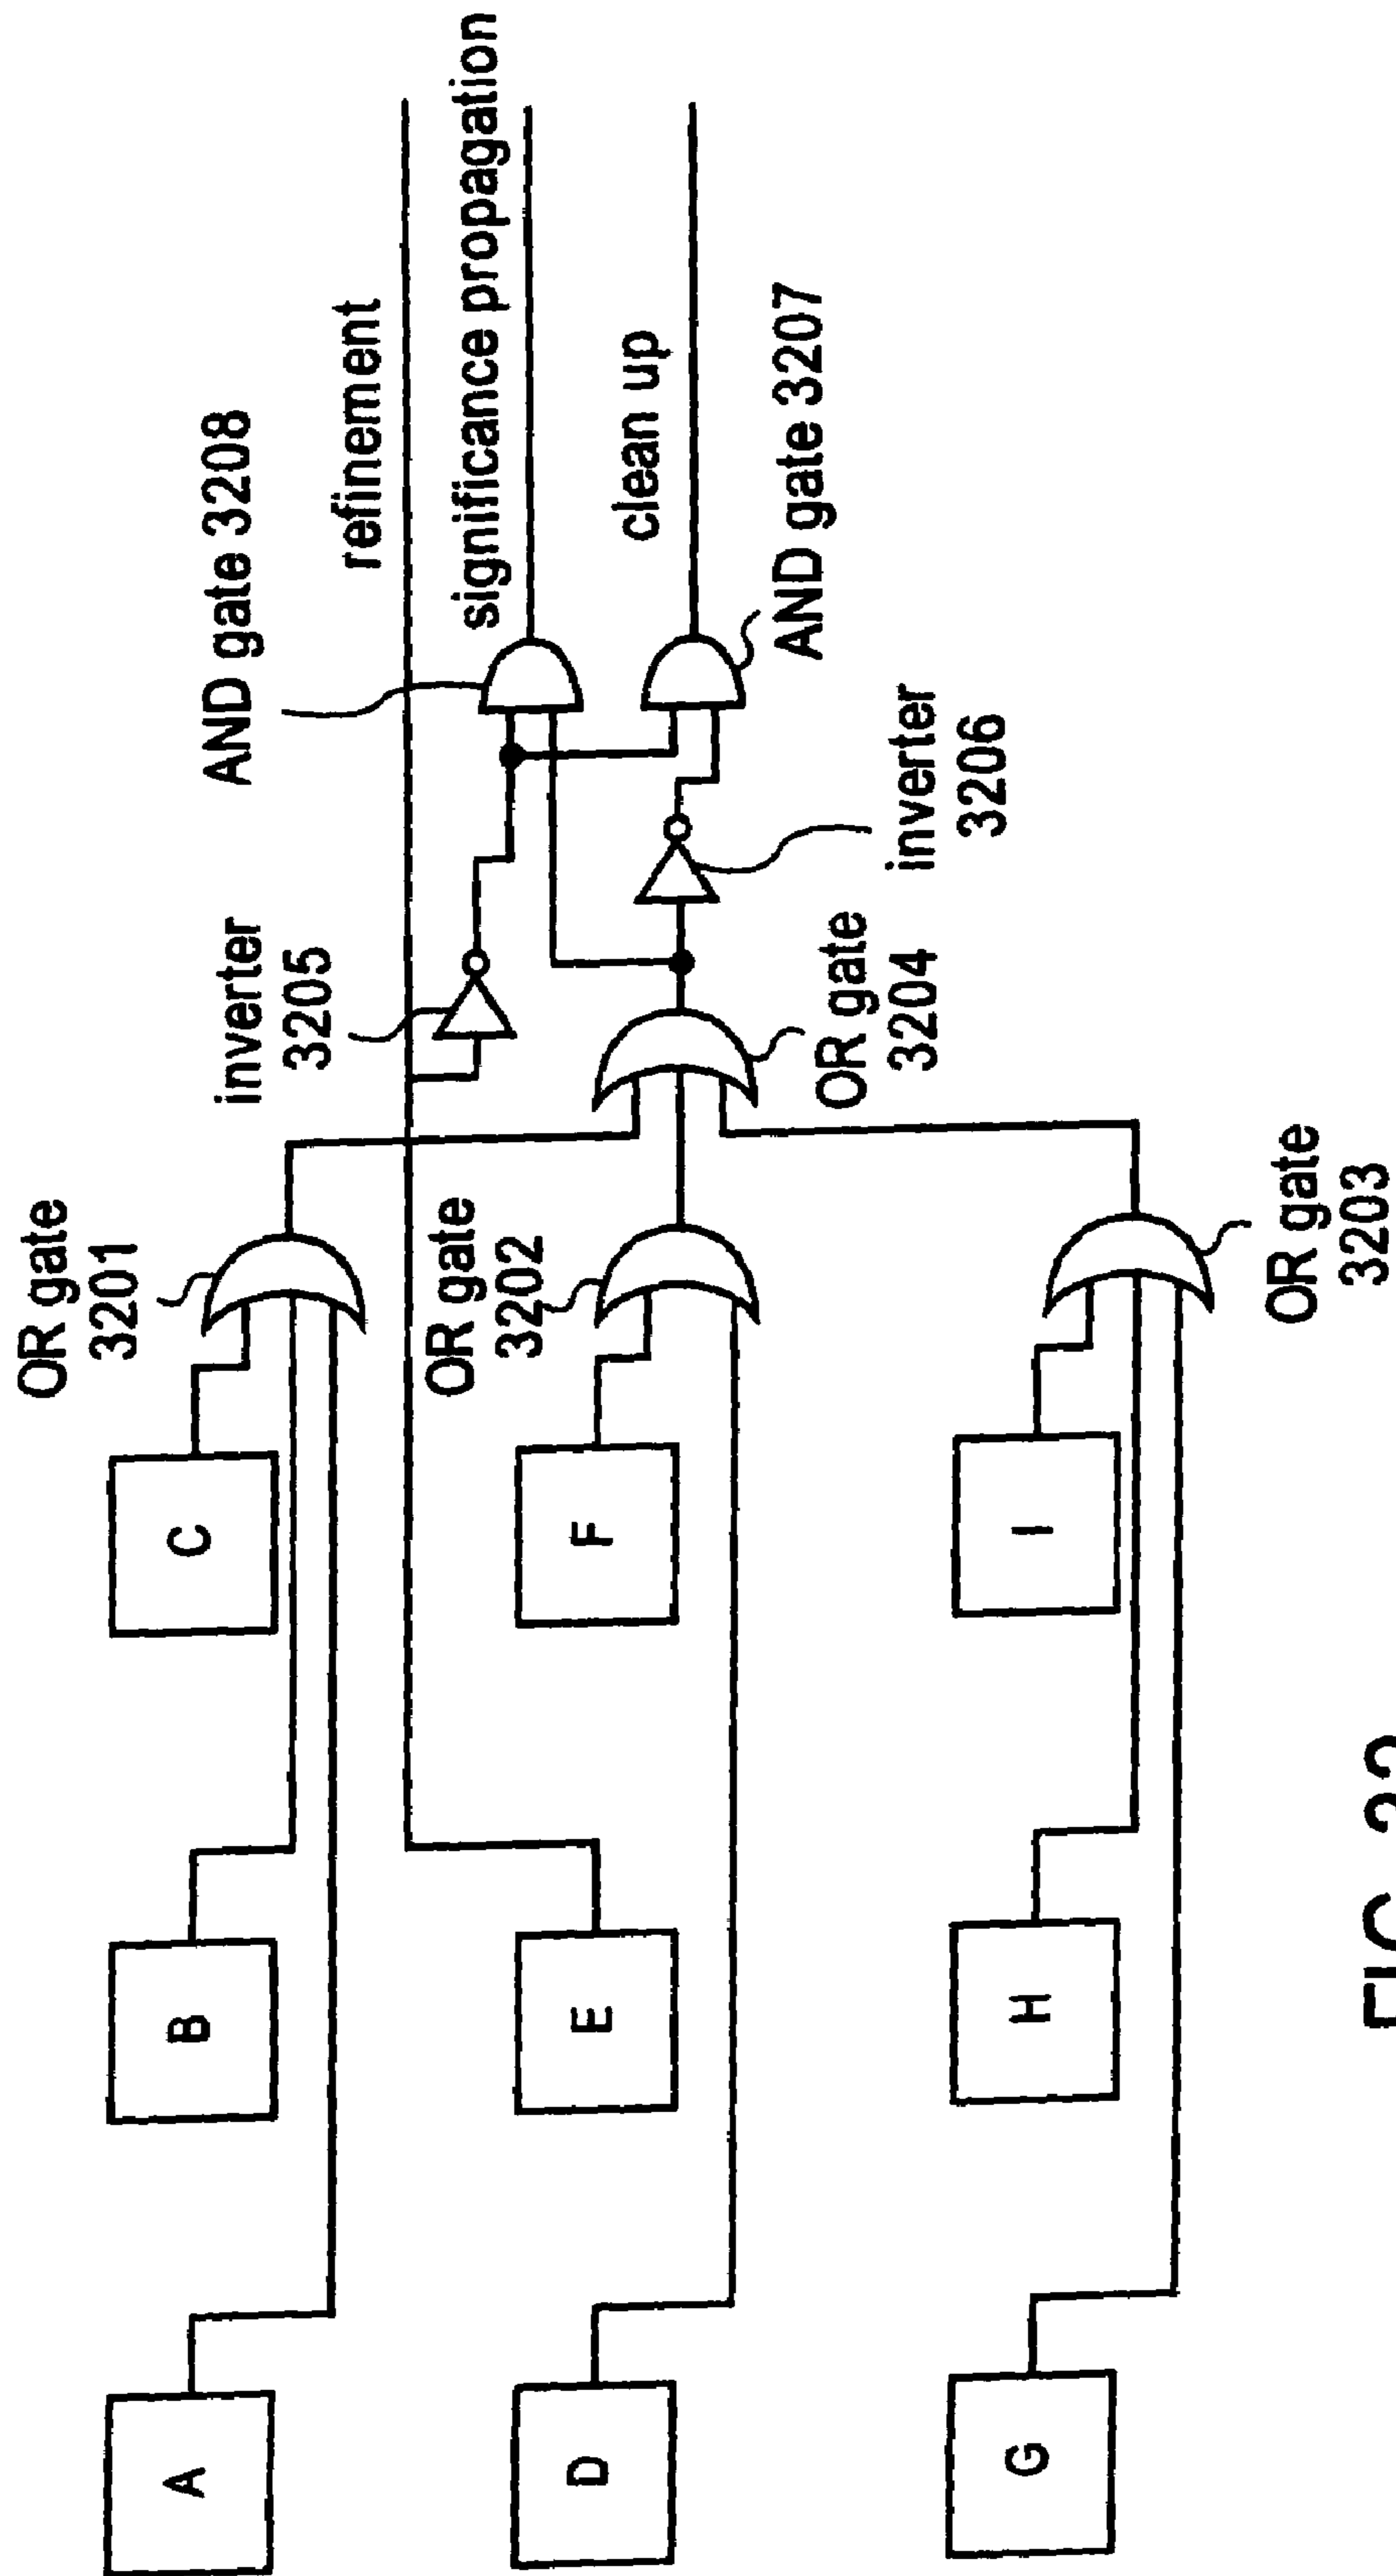 A
B
C
D
E
F
G
H
I
OR gate
3201
OR gate
3202
OR gate
3203
OR gate
3204
inverter
3205
inverter
3206
AND gate 3207
AND gate 3208
refinement
significance propagation
clean up